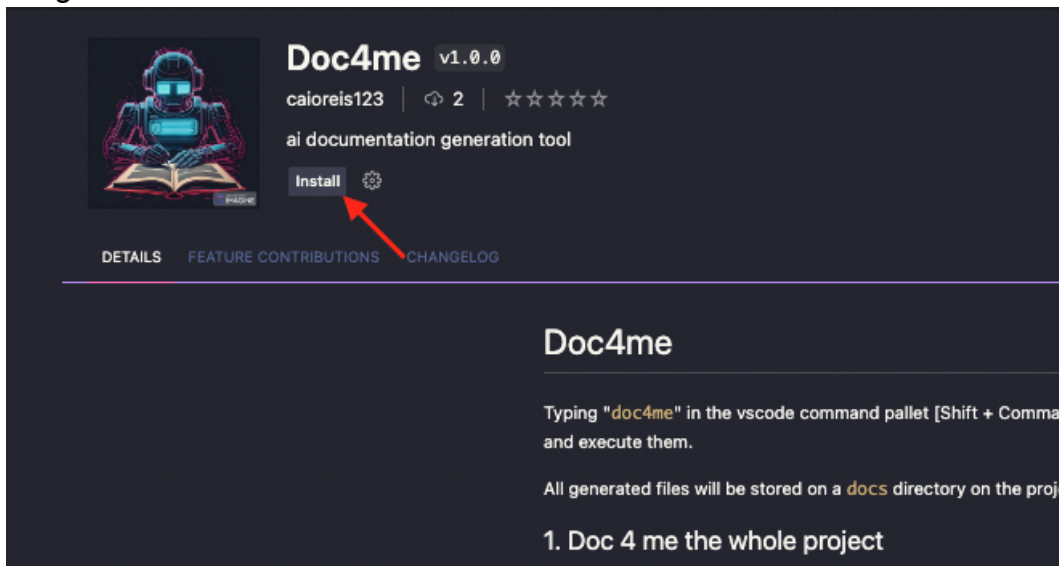 Doc4me v1.0.0
caioreis123 2
ai documentation generation tool
Install
DETAILS FEATURE CONTRIBUTIONS CHANGELOG
Doc4me
Typing "doc4me" in the vscode command pallet [Shift + Comma
and execute them.
All generated files will be stored on a docs directory on the proj
1. Doc 4 me the whole project